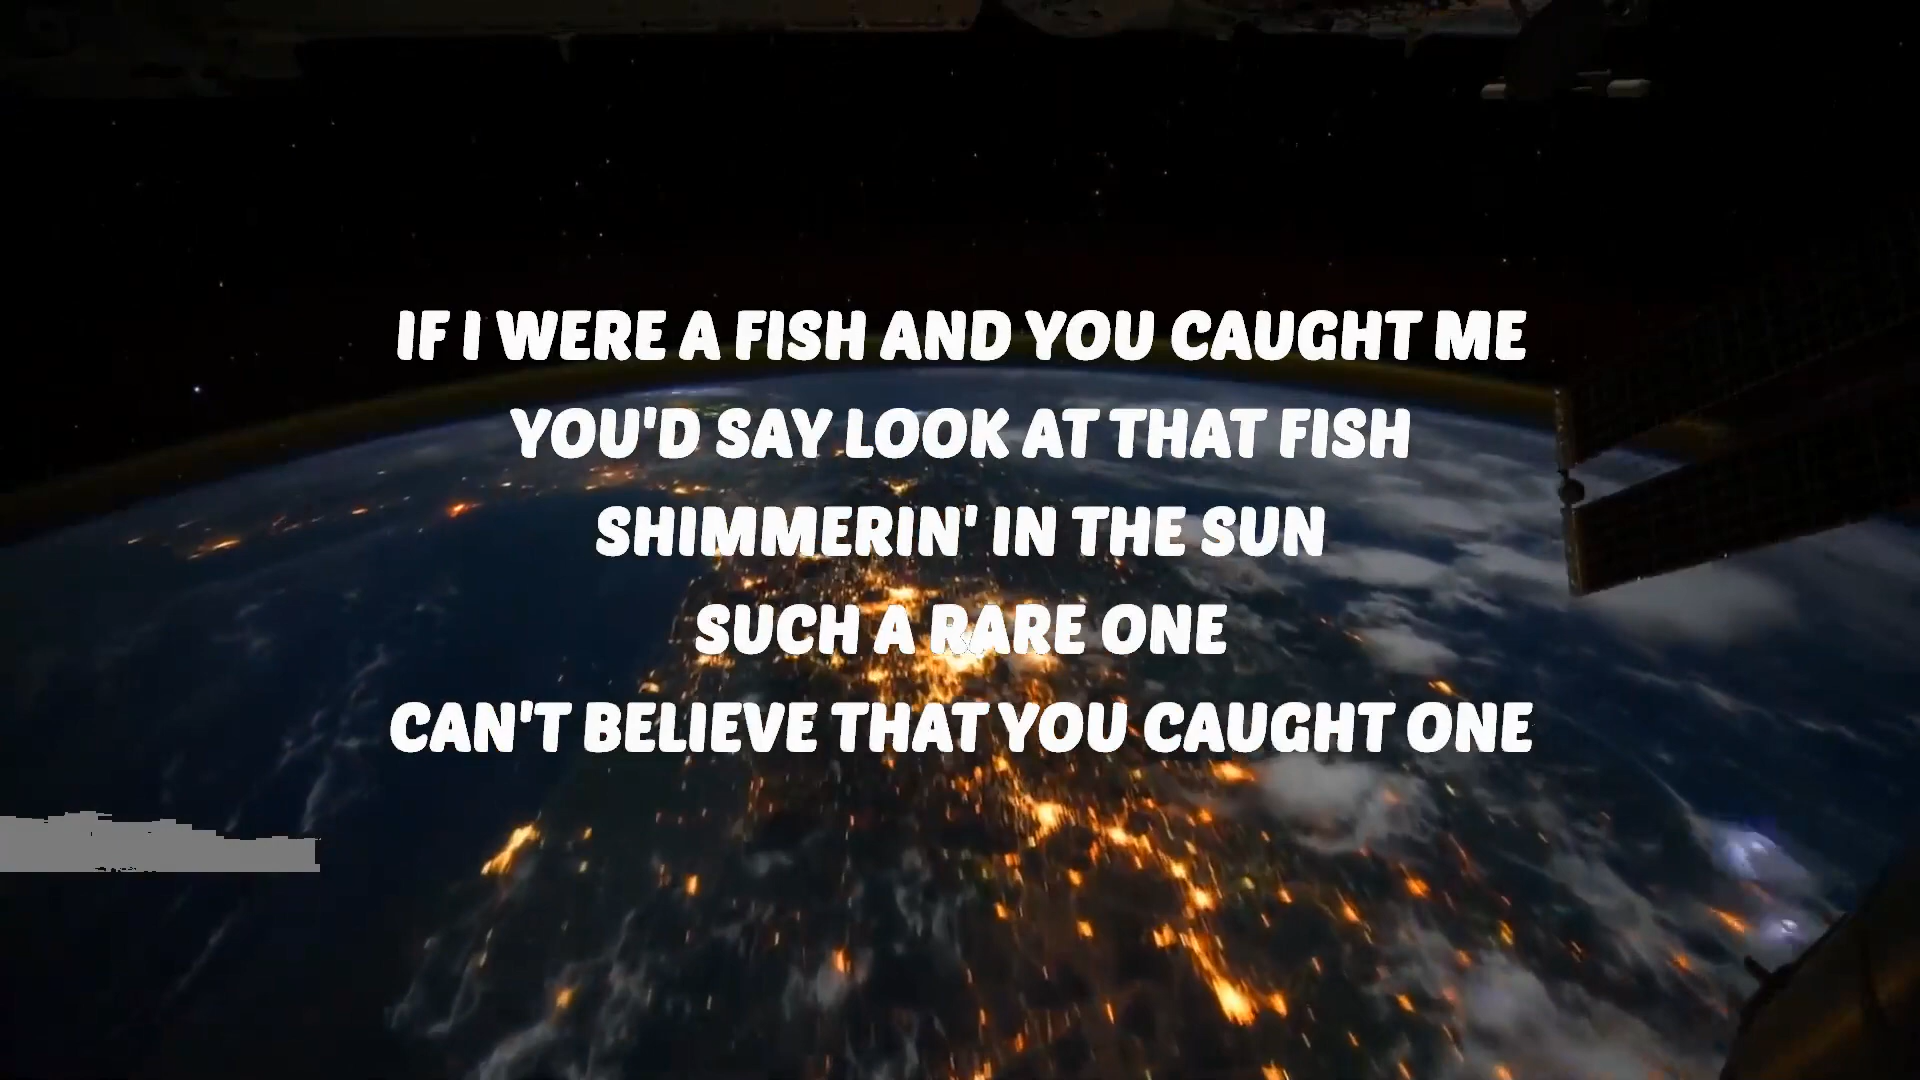 IF I WERE A FISH AND YOU CAUGHT ME
YOU'D SAY LOOK AT THAT FISH
SHIMMERIN' IN THE SUN
SUCH A RARE ONE
CAN'T BELIEVE THAT YOU CAUGHT ONE